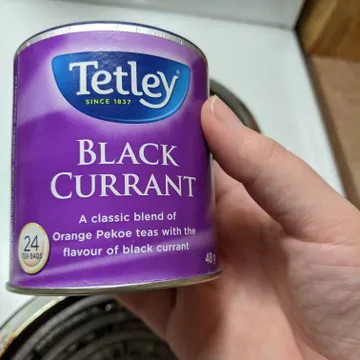 Tetley
SINCE 1837
BLACK
CURRANT
A classic blend of
Orange Pekoe teas with the
flavour of black currant
24
TEA BAGS
48 g